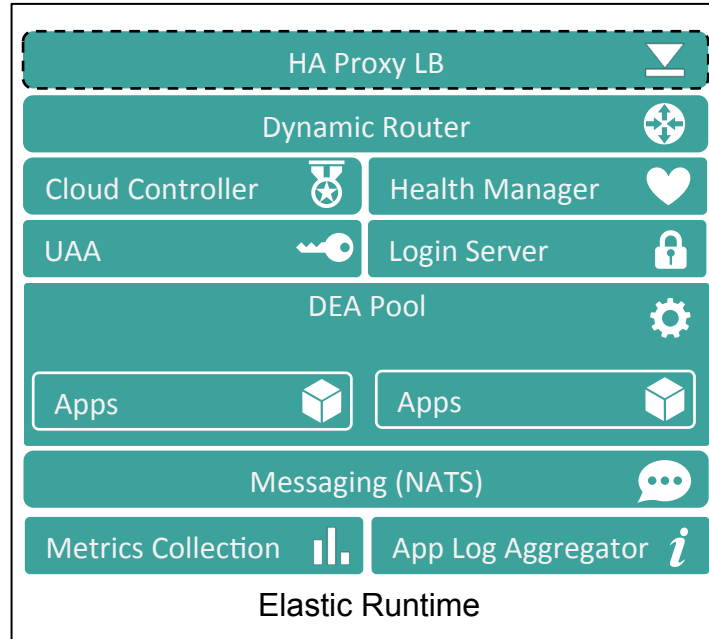 HA Proxy LB
Dynamic Router
Cloud Controller
Health Manager
UAA
Login Server
DEA Pool
Apps
Apps
Messaging (NATS)
Metrics Collection
App Log Aggregator
Elastic Runtime